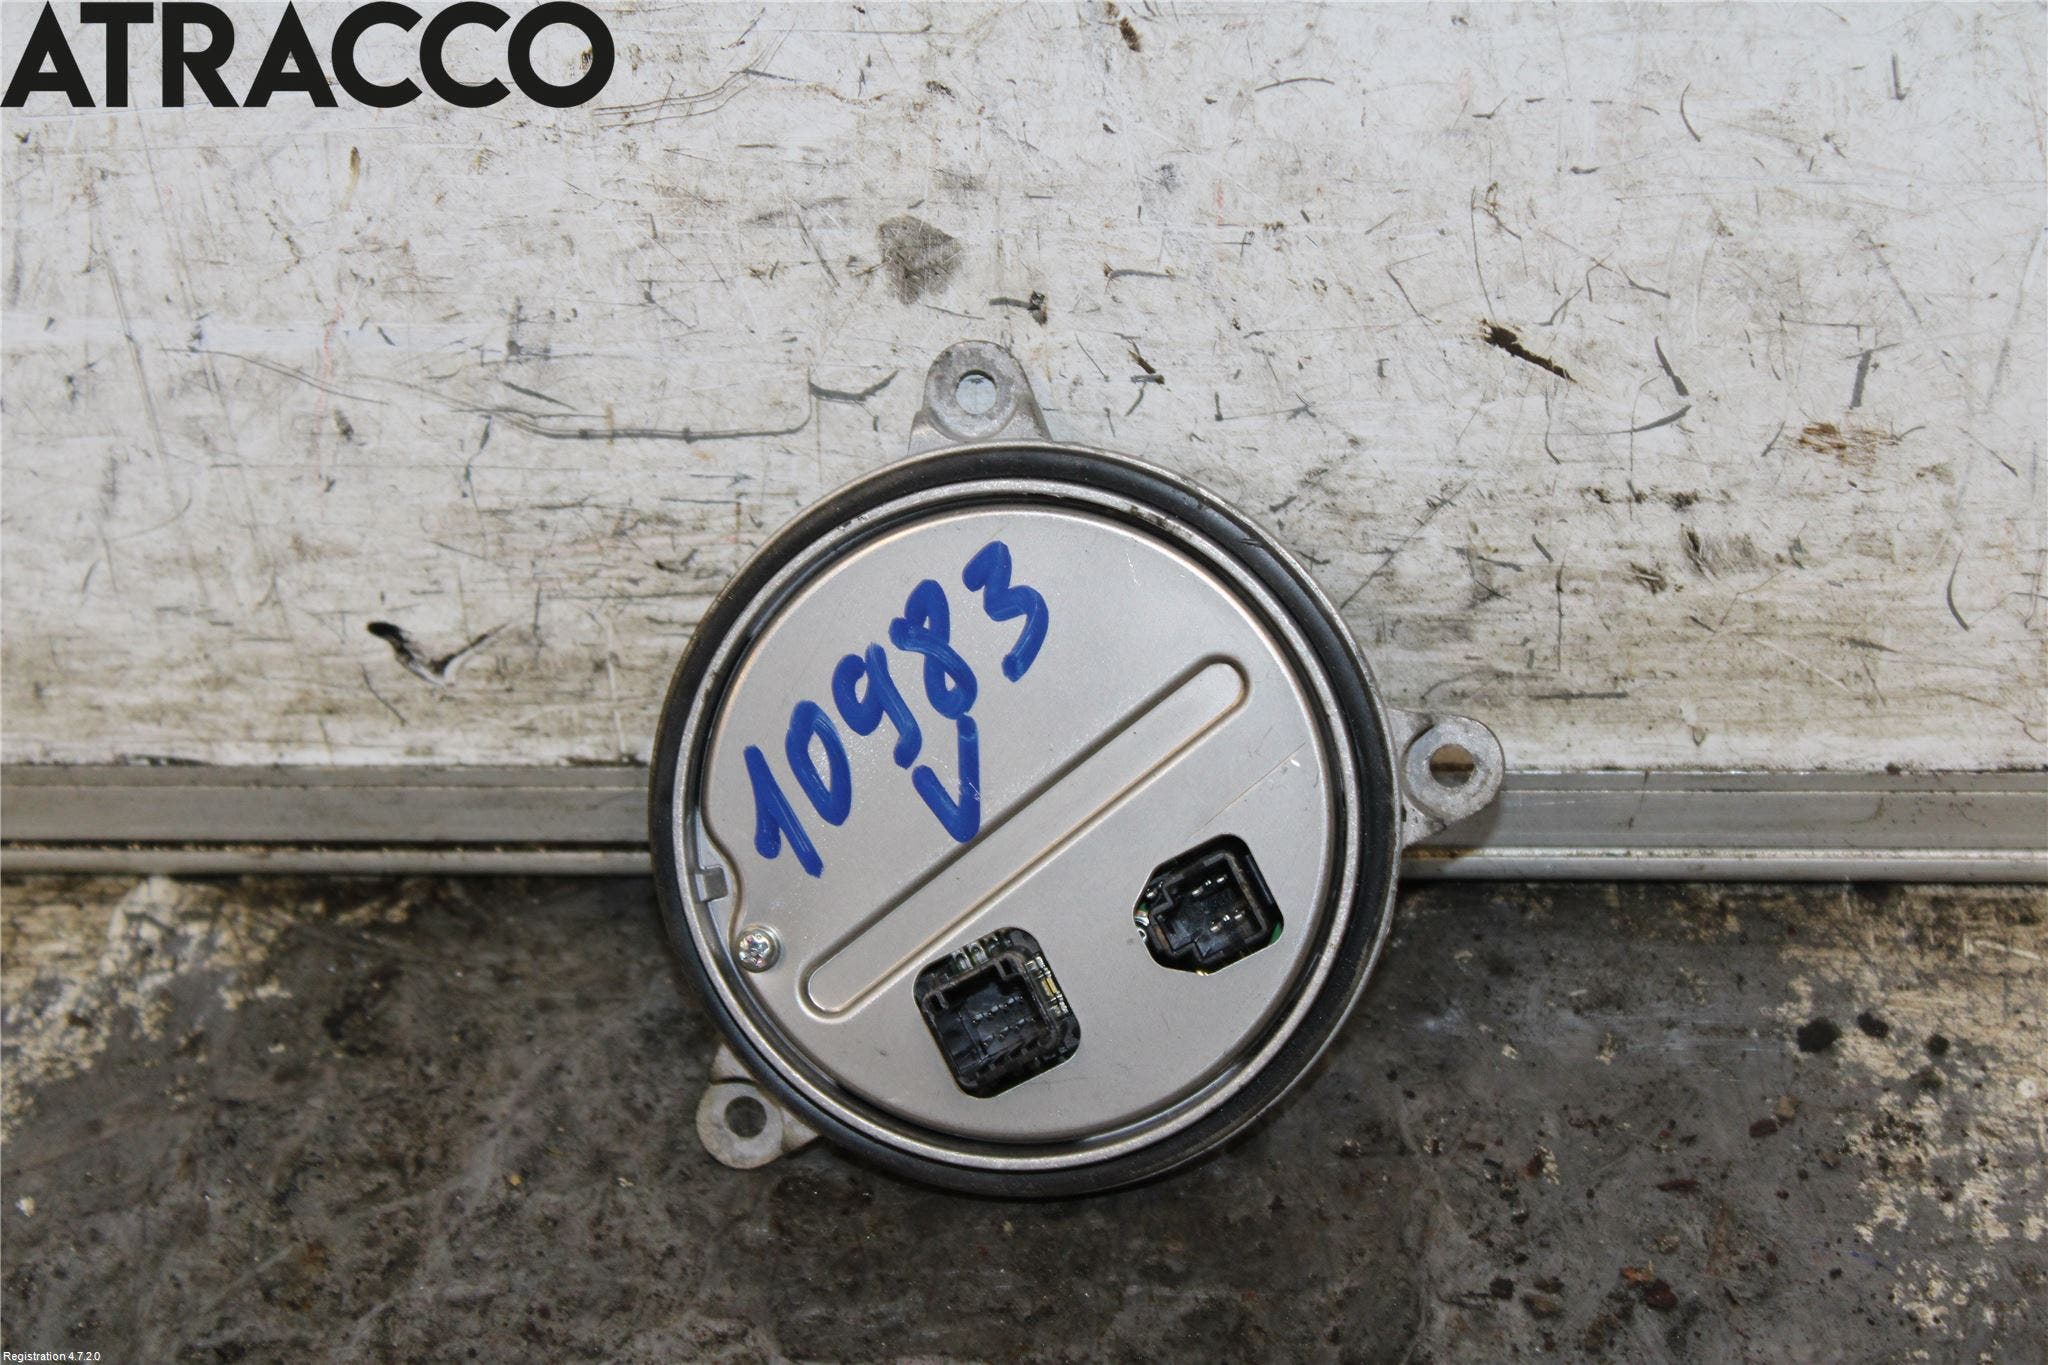 ATRACCO
10983
V
Registration 4.7.2.0